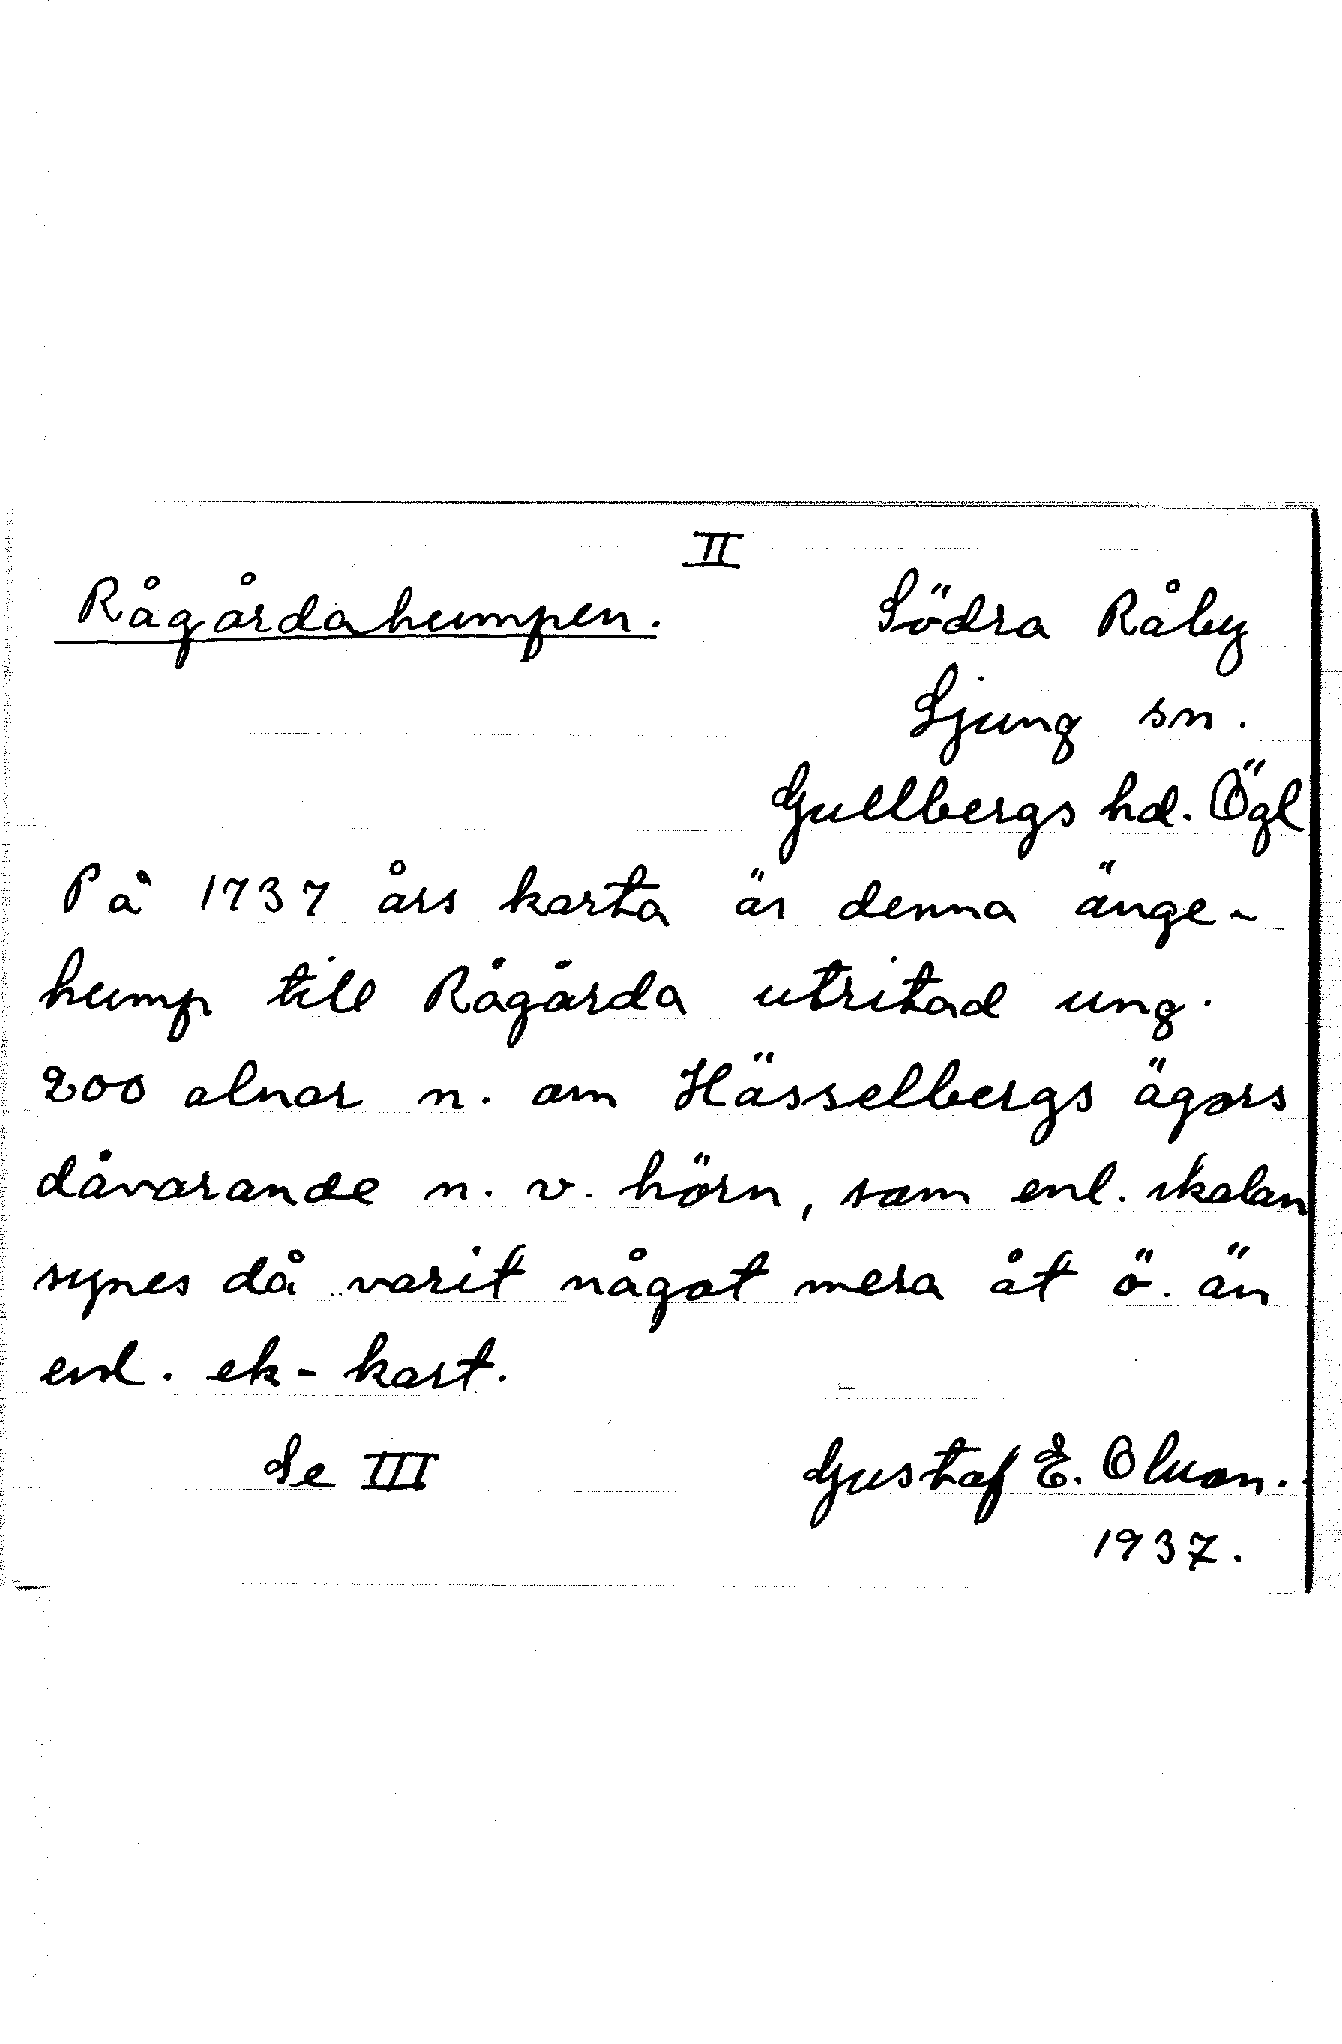 II
Rågårdahumpen. Södra Råby
Ljung sn.
Gullbergs hd. Ögl
På 1737 års karta är denna änge-
hump till Rågårda utritad ung.
200 alnar n. om Hässelbergs ägors
dåvarande n. v. hörn, som enl. skalan
synes då varit något mera åt ö. än
enl. ek-kart.
Se III Gustaf E. Olsson.
1937.